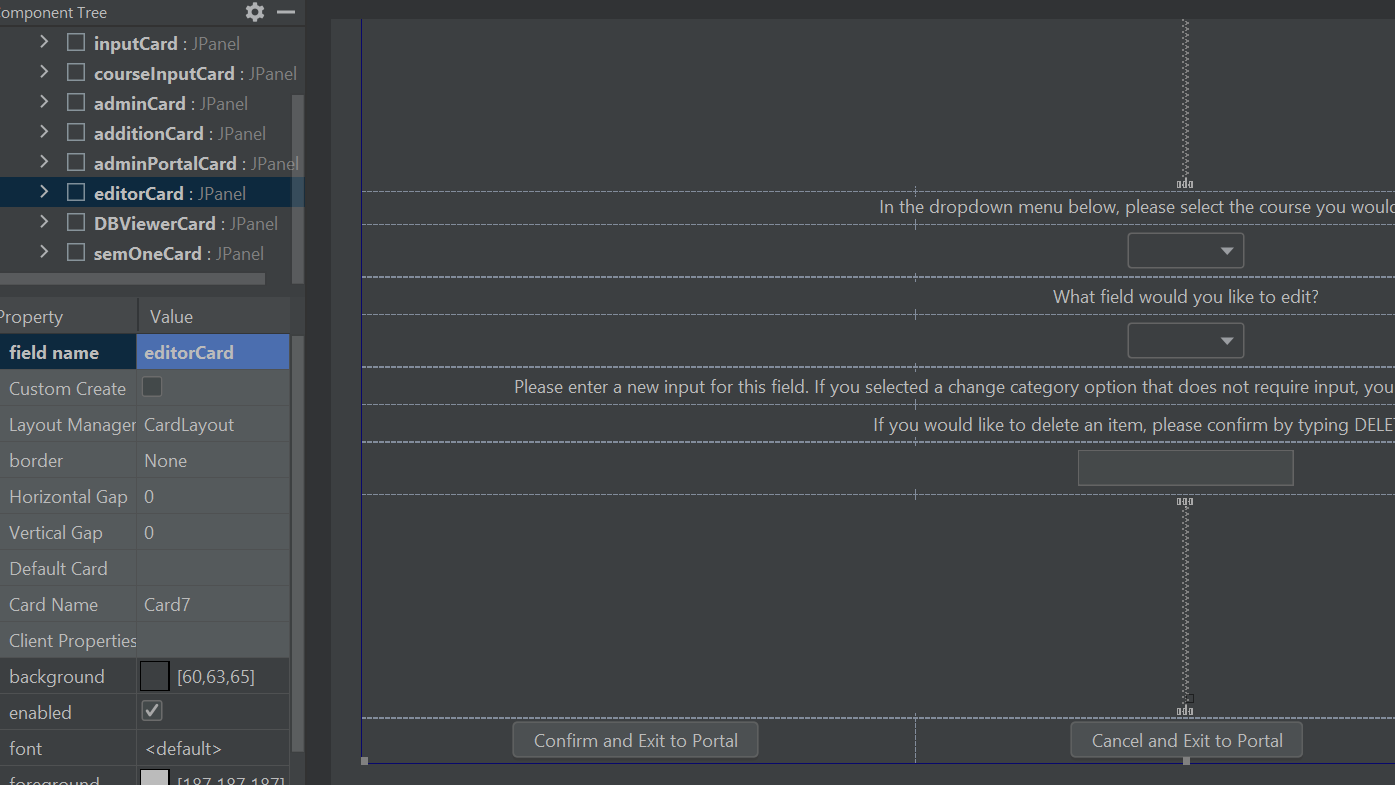 omponent Tree
inputCard : JPanel
courseInputCard : JPanel
adminCard : JPanel
additionCard : JPanel
adminPortalCard : JPanel
editorCard : JPanel
DBViewerCard : JPanel
semOneCard : JPanel
Property Value
field name editorCard
Custom Create
Layout Manager CardLayout
border None
Horizontal Gap 0
Vertical Gap 0
Default Card
Card Name Card7
Client Properties
background [60,63,65]
enabled
font <default>
foreground [187,187,187]
In the dropdown menu below, please select the course you would
What field would you like to edit?
Please enter a new input for this field. If you selected a change category option that does not require input, you
If you would like to delete an item, please confirm by typing DELE
Confirm and Exit to Portal
Cancel and Exit to Portal